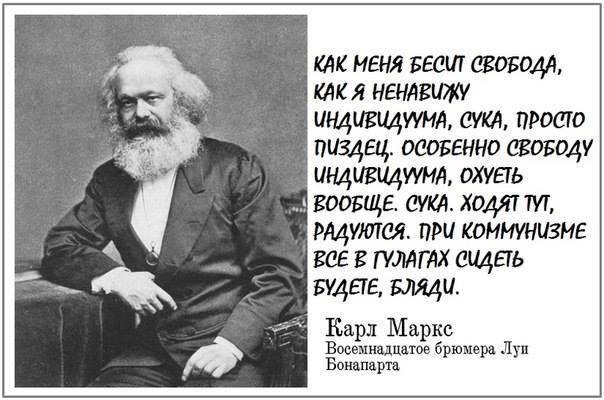 КАК МЕНЯ БЕСИТ СВОБОДА,
КАК Я НЕНАВИЖУ
ИНДИВИДУУМА, СУКА, ПРОСТО
ПИЗДЕЦ. ОСОБЕННО СВОБОДУ
ИНДИВИДУУМА, ОХУЕТЬ
ВООБЩЕ. СУКА. ХОДЯТ ТУТ,
РАДУЮТСЯ. ПРИ КОММУНИЗМЕ
ВСЕ В ГУЛАГАХ СИДЕТЬ
БУДЕТЕ, БЛЯДИ.
Карл Маркс
Восемнадцатое брюмера Луи
Бонапарта